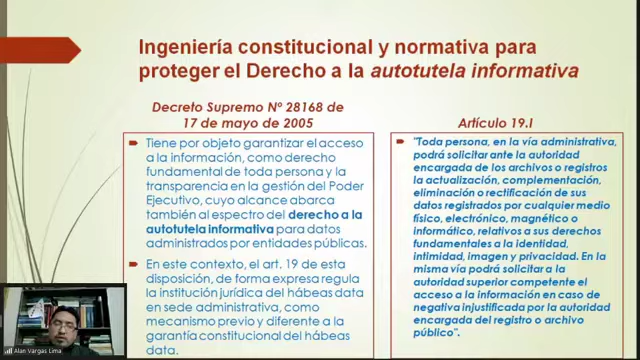 Ingeniería constitucional y normativa para
proteger el Derecho a la autotutela informativa
Decreto Supremo Nº 28168 de
17 de mayo de 2005
Tiene por objeto garantizar el acceso
a la información, como derecho
fundamental de toda persona y la
transparencia en la gestión del Poder
Ejecutivo, cuyo alcance abarca
también al espectro del derecho a la
autotutela informativa para datos
administrados por entidades públicas.
En este contexto, el art. 19 de esta
disposición, de forma expresa regula
la institución jurídica del hábeas data
en sede administrativa, como
mecanismo previo y diferente a la
garantía constitucional del hábeas
data.
Artículo 19.I
"Toda persona, en la vía administrativa,
podrá solicitar ante la autoridad
encargada de los archivos o registros
la actualización, complementación,
eliminación o rectificación de sus
datos registrados por cualquier medio
físico, electrónico, magnético o
informático, relativos a sus derechos
fundamentales a la identidad,
intimidad, imagen y privacidad. En la
misma vía podrá solicitar a la
autoridad superior competente el
acceso a la información en caso de
negativa injustificada por la autoridad
encargada del registro o archivo
público".
Alan Vargas Lima